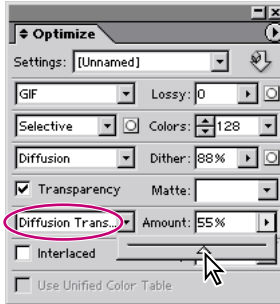 Optimize
Settings: [Unnamed]
GIF Lossy: 0
Selective Colors: 128
Diffusion Dither: 88%
Transparency Matte:
Diffusion Trans... Amount: 55%
Interlaced
Use Unified Color Table